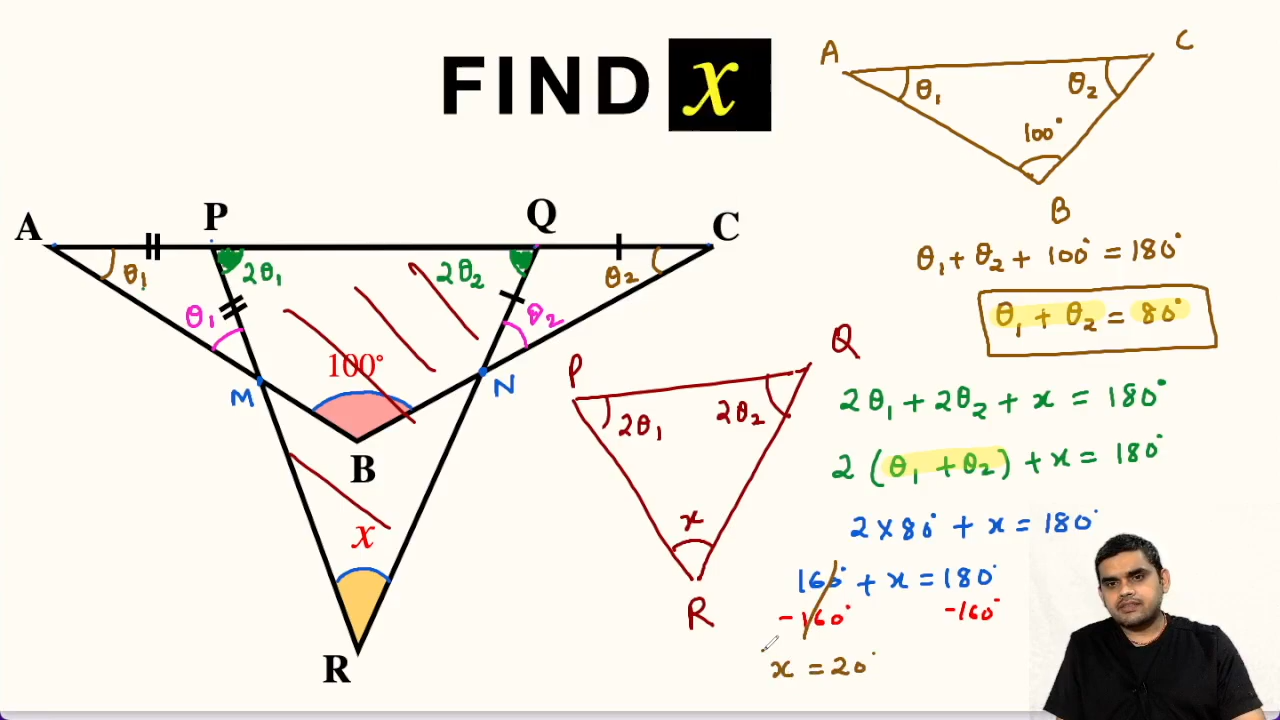 FIND x
A
C
θ₁
θ₂
100°
B
θ₁ + θ₂ + 100° = 180°
θ₁ + θ₂ = 80°
A
P
Q
C
θ₁
2θ₁
2θ₂
θ₂
θ₁
θ₂
100°
M
N
B
x
R
P
Q
2θ₁
2θ₂
x
R
2θ₁ + 2θ₂ + x = 180°
2 (θ₁ + θ₂) + x = 180°
2 × 80° + x = 180°
160° + x = 180°
-160° -160°
x = 20°